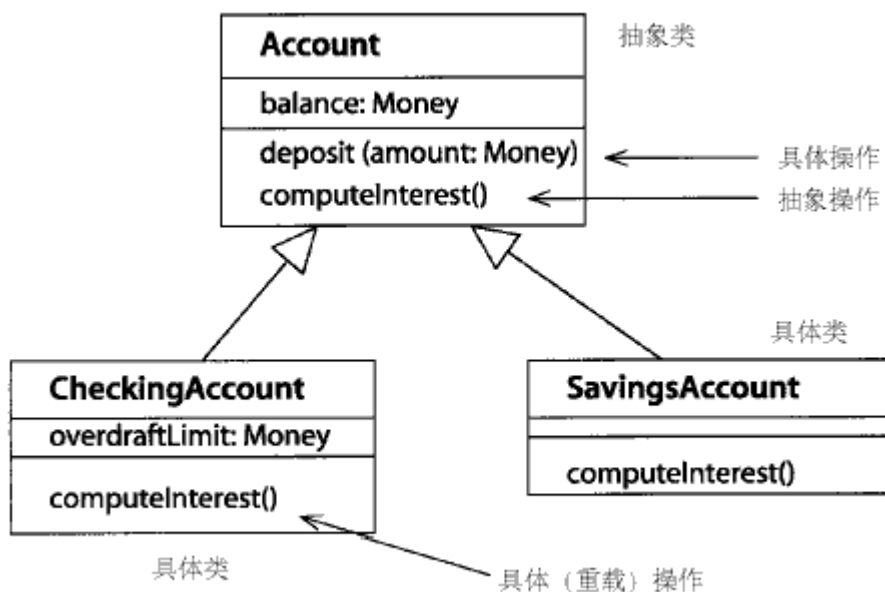 Account
抽象类
balance: Money
deposit (amount: Money)
具体操作
computeInterest()
抽象操作
具体类
CheckingAccount
SavingsAccount
overdraftLimit: Money
computeInterest()
computeInterest()
具体类
具体（重载）操作